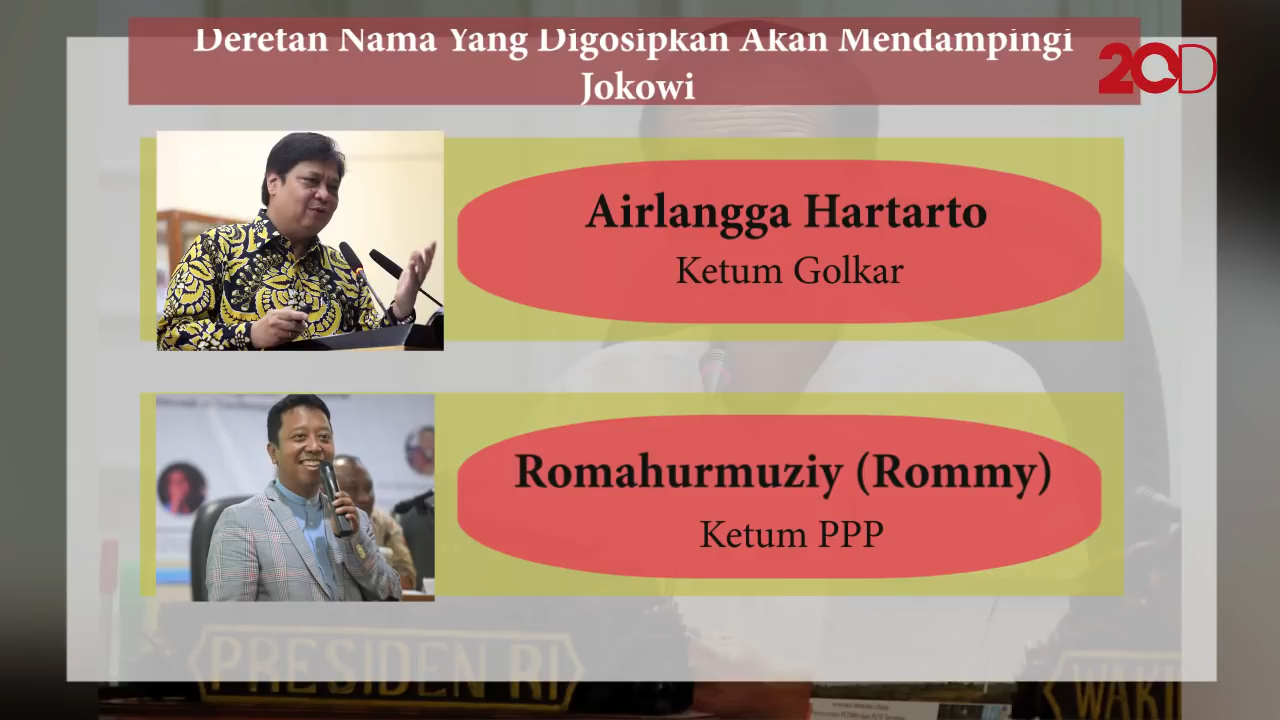 Deretan Nama Yang Digosipkan Akan Mendampingi
Jokowi
20D
Airlangga Hartarto
Ketum Golkar
Romahurmuziy (Rommy)
Ketum PPP
PRESIDEN RI
WAKI